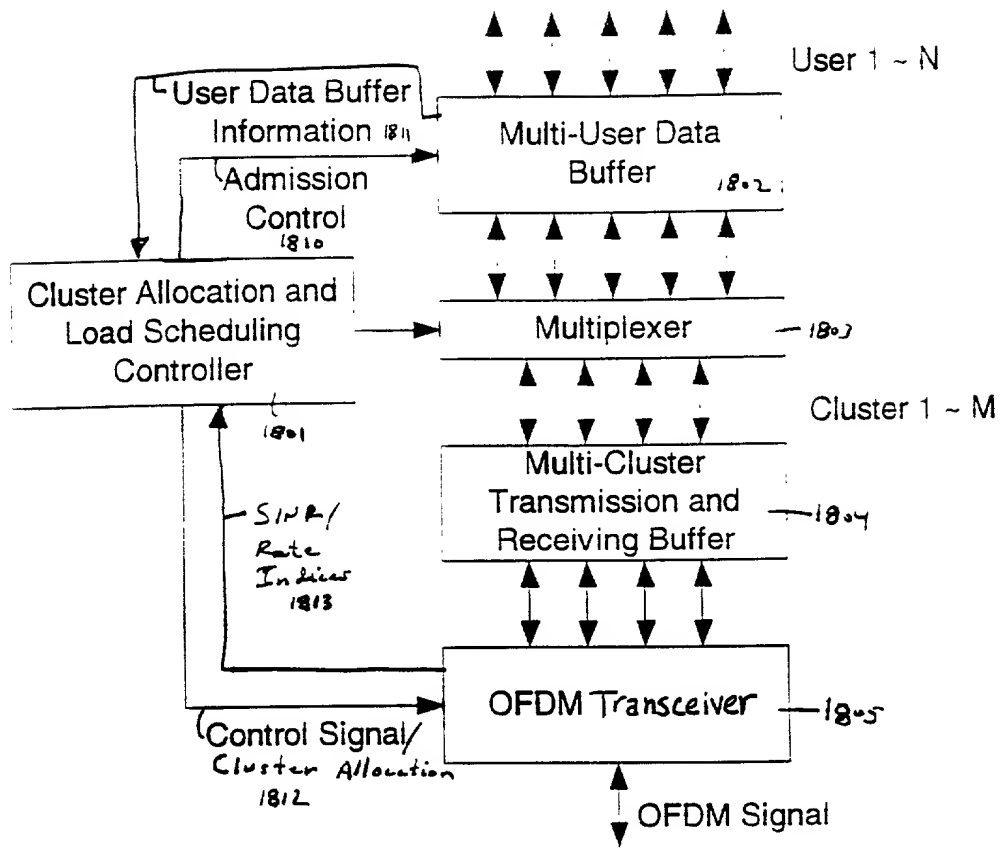 User 1 ~ N
User Data Buffer
Information 1811
Admission
Control
1810
Multi-User Data
Buffer
1802
Cluster Allocation and
Load Scheduling
Controller
1801
Multiplexer
1803
Cluster 1 ~ M
Multi-Cluster
Transmission and
Receiving Buffer
1804
SINR/
Rate
Indices
1813
OFDM Transceiver
1805
Control Signal/
Cluster Allocation
1812
OFDM Signal